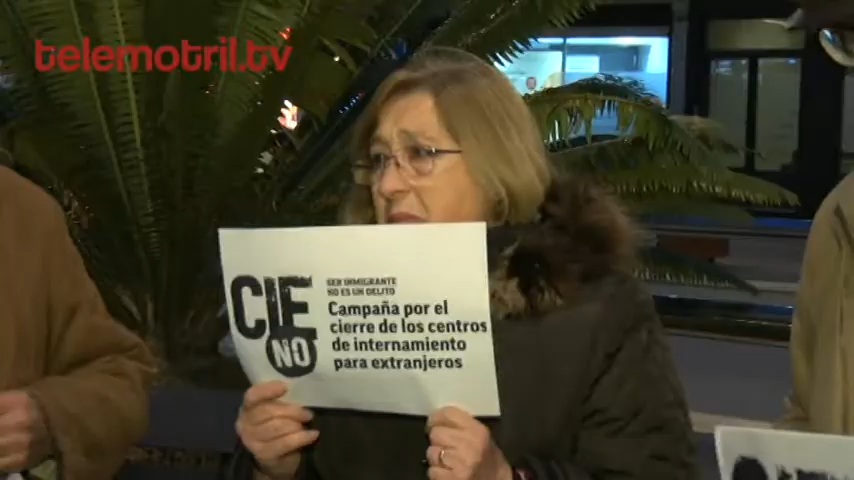 telemotril.tv
CIE
NO
SER INMIGRANTE
NO ES UN DELITO
Campaña por el
cierre de los centros
de internamiento
para extranjeros